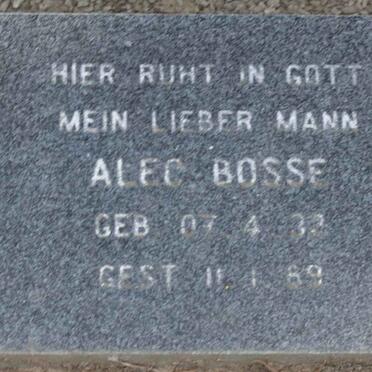 HIER RUHT IN GOTT
MEIN LIEBER MANN
ALEC BOSSE
GEB 07.4.33
GEST 11.1.89